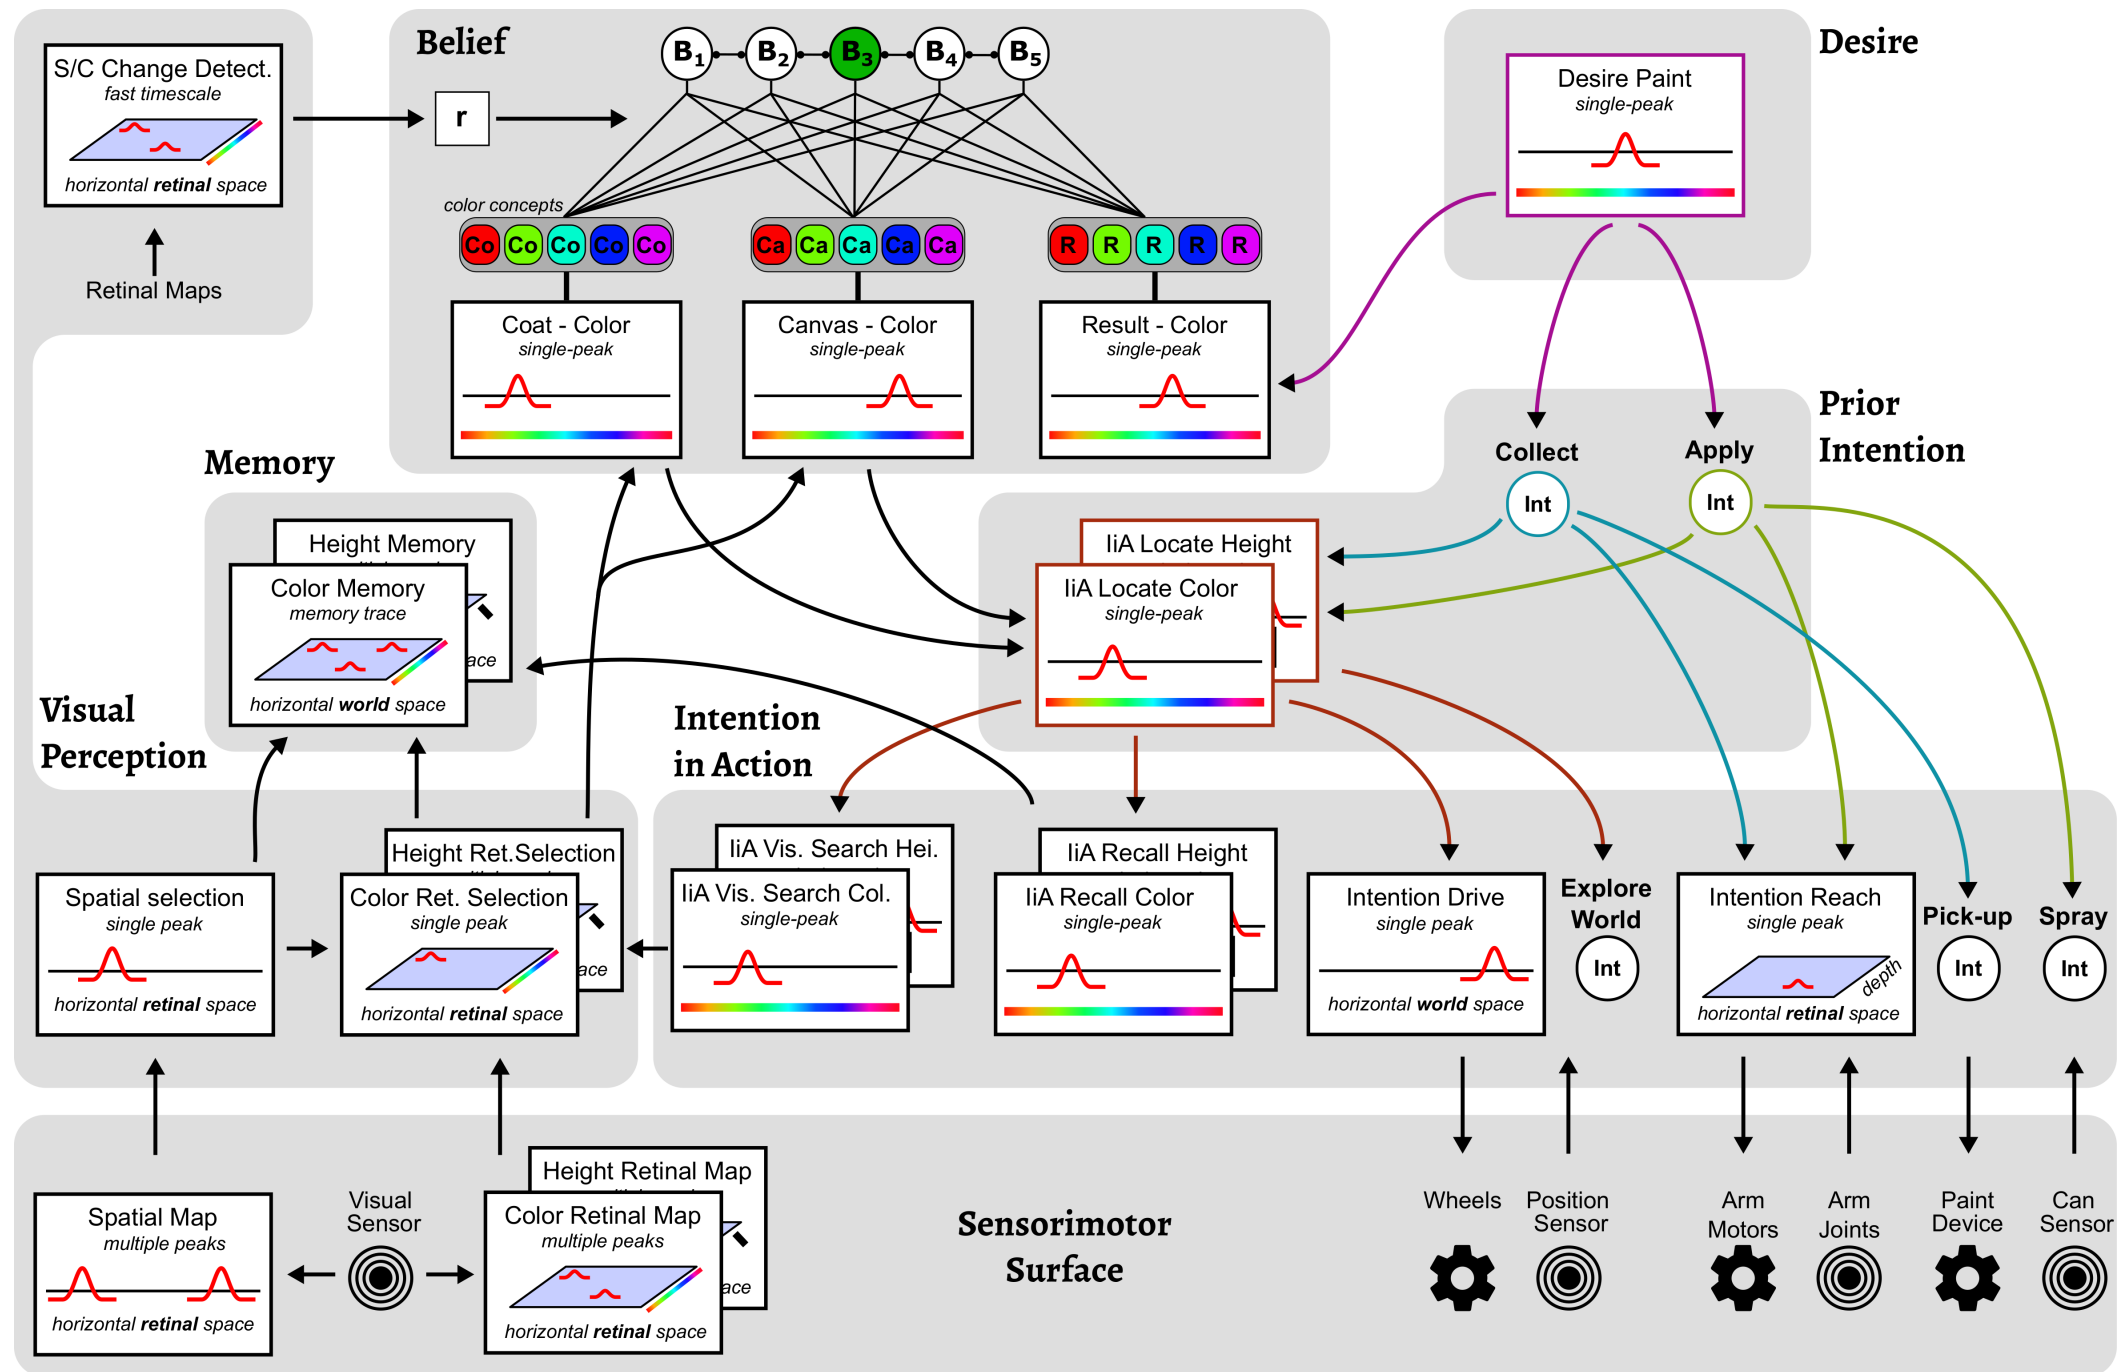 S/C Change Detect.
fast timescale
horizontal retinal space
Retinal Maps
Belief
r
B1
B2
B3
B4
B5
color concepts
Co Co Co Co Co
Ca Ca Ca Ca Ca
R R R R R
Coat - Color
single-peak
Canvas - Color
single-peak
Result - Color
single-peak
Desire
Desire Paint
single-peak
Prior
Intention
Collect
Int
Apply
Int
Memory
Height Memory
ace
Color Memory
memory trace
horizontal world space
IiA Locate Height
IiA Locate Color
single-peak
Visual
Perception
Intention
in Action
Spatial selection
single peak
horizontal retinal space
Height Ret.Selection
ace
Color Ret. Selection
single peak
horizontal retinal space
IiA Vis. Search Hei.
IiA Vis. Search Col.
single-peak
IiA Recall Height
IiA Recall Color
single-peak
Intention Drive
single peak
horizontal world space
Explore
World
Int
Intention Reach
single peak
depth
horizontal retinal space
Pick-up
Int
Spray
Int
Spatial Map
multiple peaks
horizontal retinal space
Visual
Sensor
Height Retinal Map
ace
Color Retinal Map
multiple peaks
horizontal retinal space
Sensorimotor
Surface
Wheels
Position
Sensor
Arm
Motors
Arm
Joints
Paint
Device
Can
Sensor